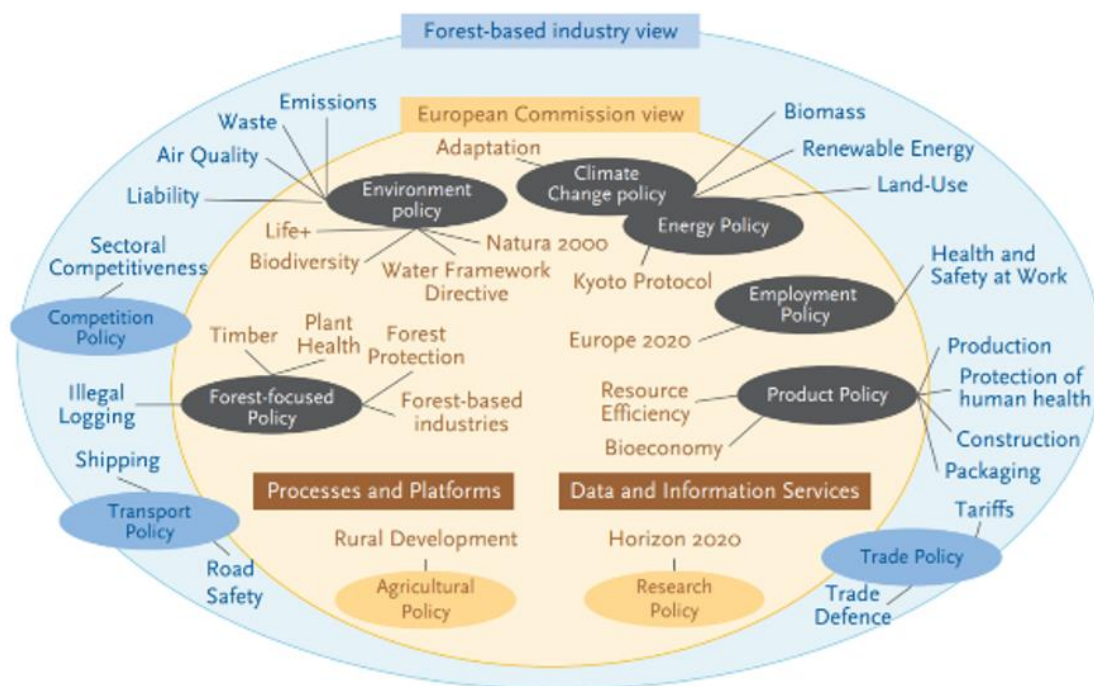 Forest-based industry view
Emissions
Waste
Air Quality
Liability
European Commission view
Adaptation
Biomass
Renewable Energy
Land-Use
Environment
policy
Climate
Change policy
Energy Policy
Life+
Biodiversity
Natura 2000
Water Framework
Directive
Kyoto Protocol
Sectoral
Competitiveness
Competition
Policy
Health and
Safety at Work
Employment
Policy
Europe 2020
Timber
Plant
Health
Forest
Protection
Forest-focused
Policy
Forest-based
industries
Illegal
Logging
Resource
Efficiency
Bioeconomy
Product Policy
Production
Protection of
human health
Construction
Packaging
Shipping
Transport
Policy
Road
Safety
Processes and Platforms
Data and Information Services
Rural Development
Agricultural
Policy
Horizon 2020
Research
Policy
Tariffs
Trade Policy
Trade
Defence